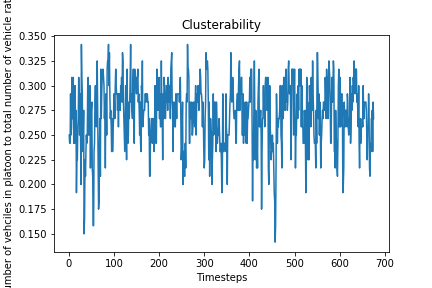 Clusterability
umber of vehciles in platoon to total number of vehicle rat
0.350
0.325
0.300
0.275
0.250
0.225
0.200
0.175
0.150
0 100 200 300 400 500 600 700
Timesteps